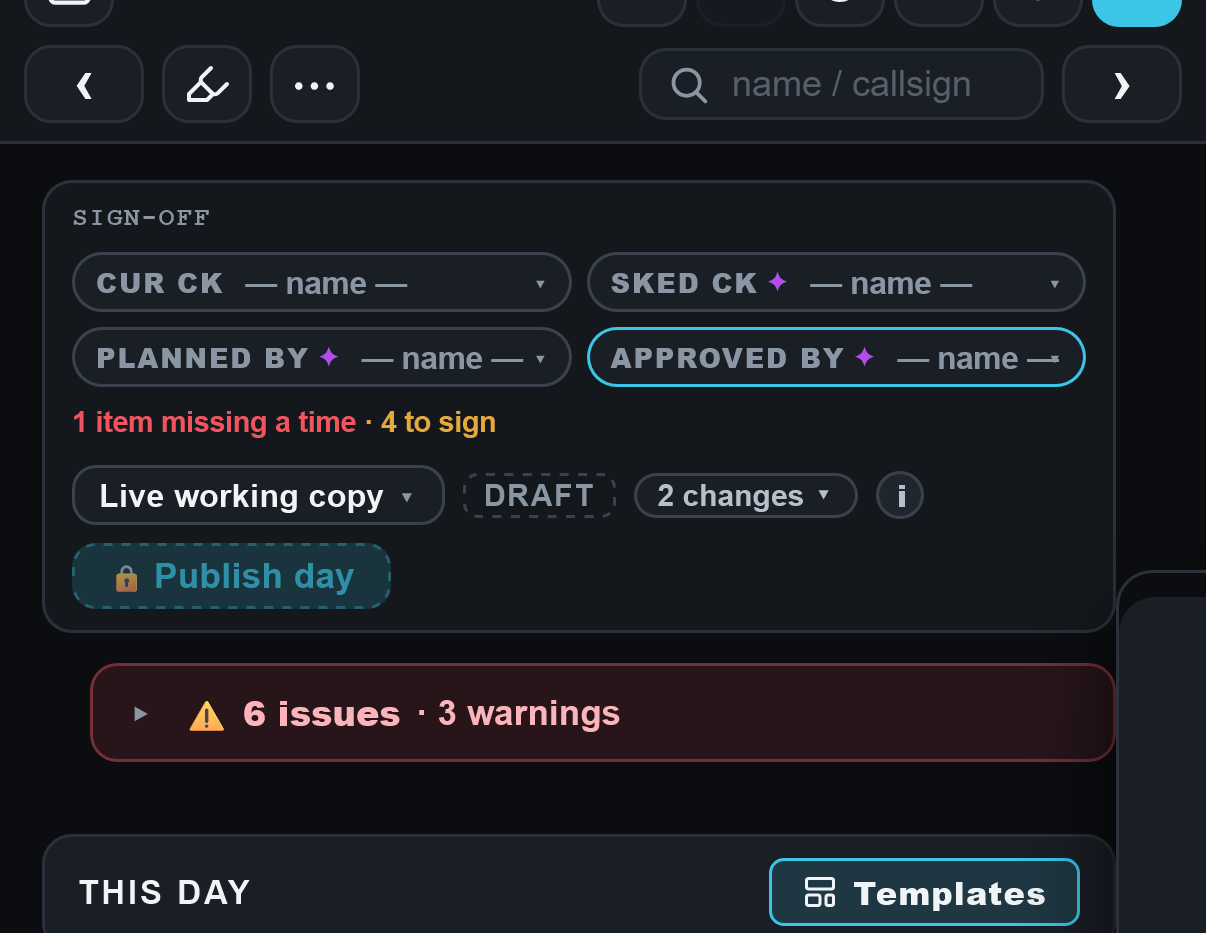 name / callsign
SIGN-OFF
CUR CK — name —
SKED CK ✦ — name —
PLANNED BY ✦ — name —
APPROVED BY ✦ — name —
1 item missing a time · 4 to sign
Live working copy
DRAFT
2 changes
i
Publish day
6 issues · 3 warnings
THIS DAY
Templates